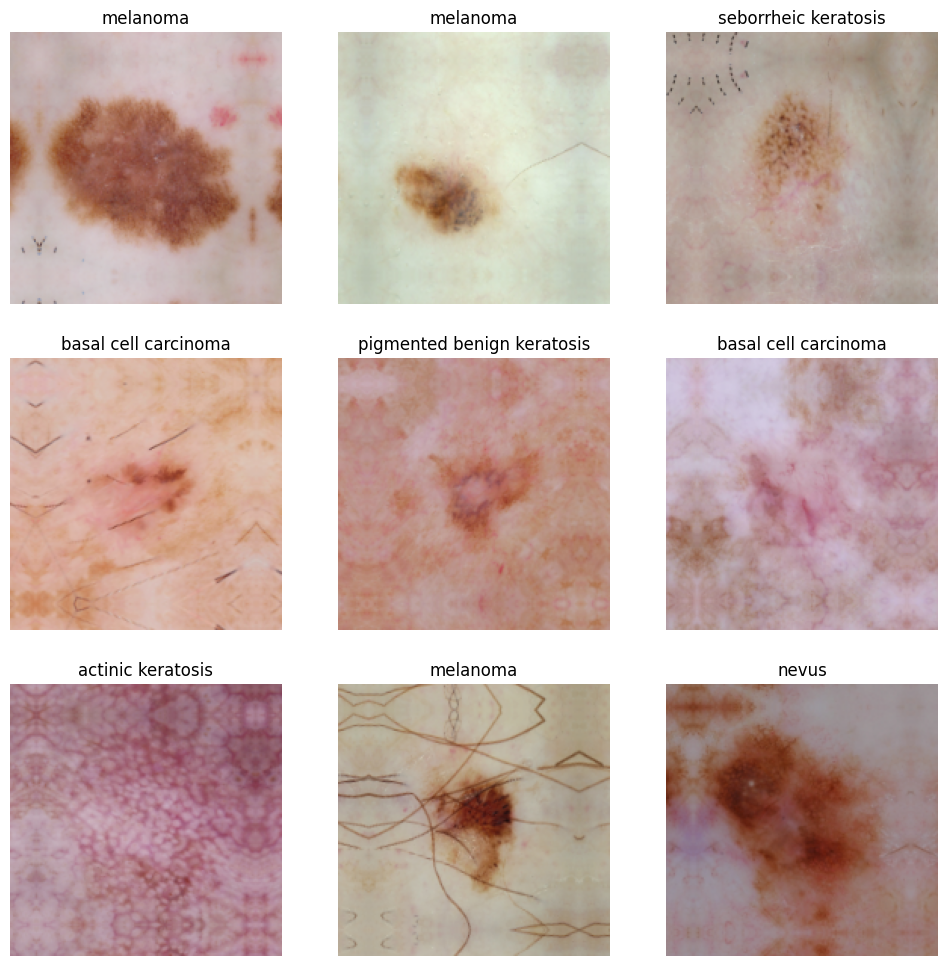 melanoma
melanoma
seborrheic keratosis
basal cell carcinoma
pigmented benign keratosis
basal cell carcinoma
actinic keratosis
melanoma
nevus